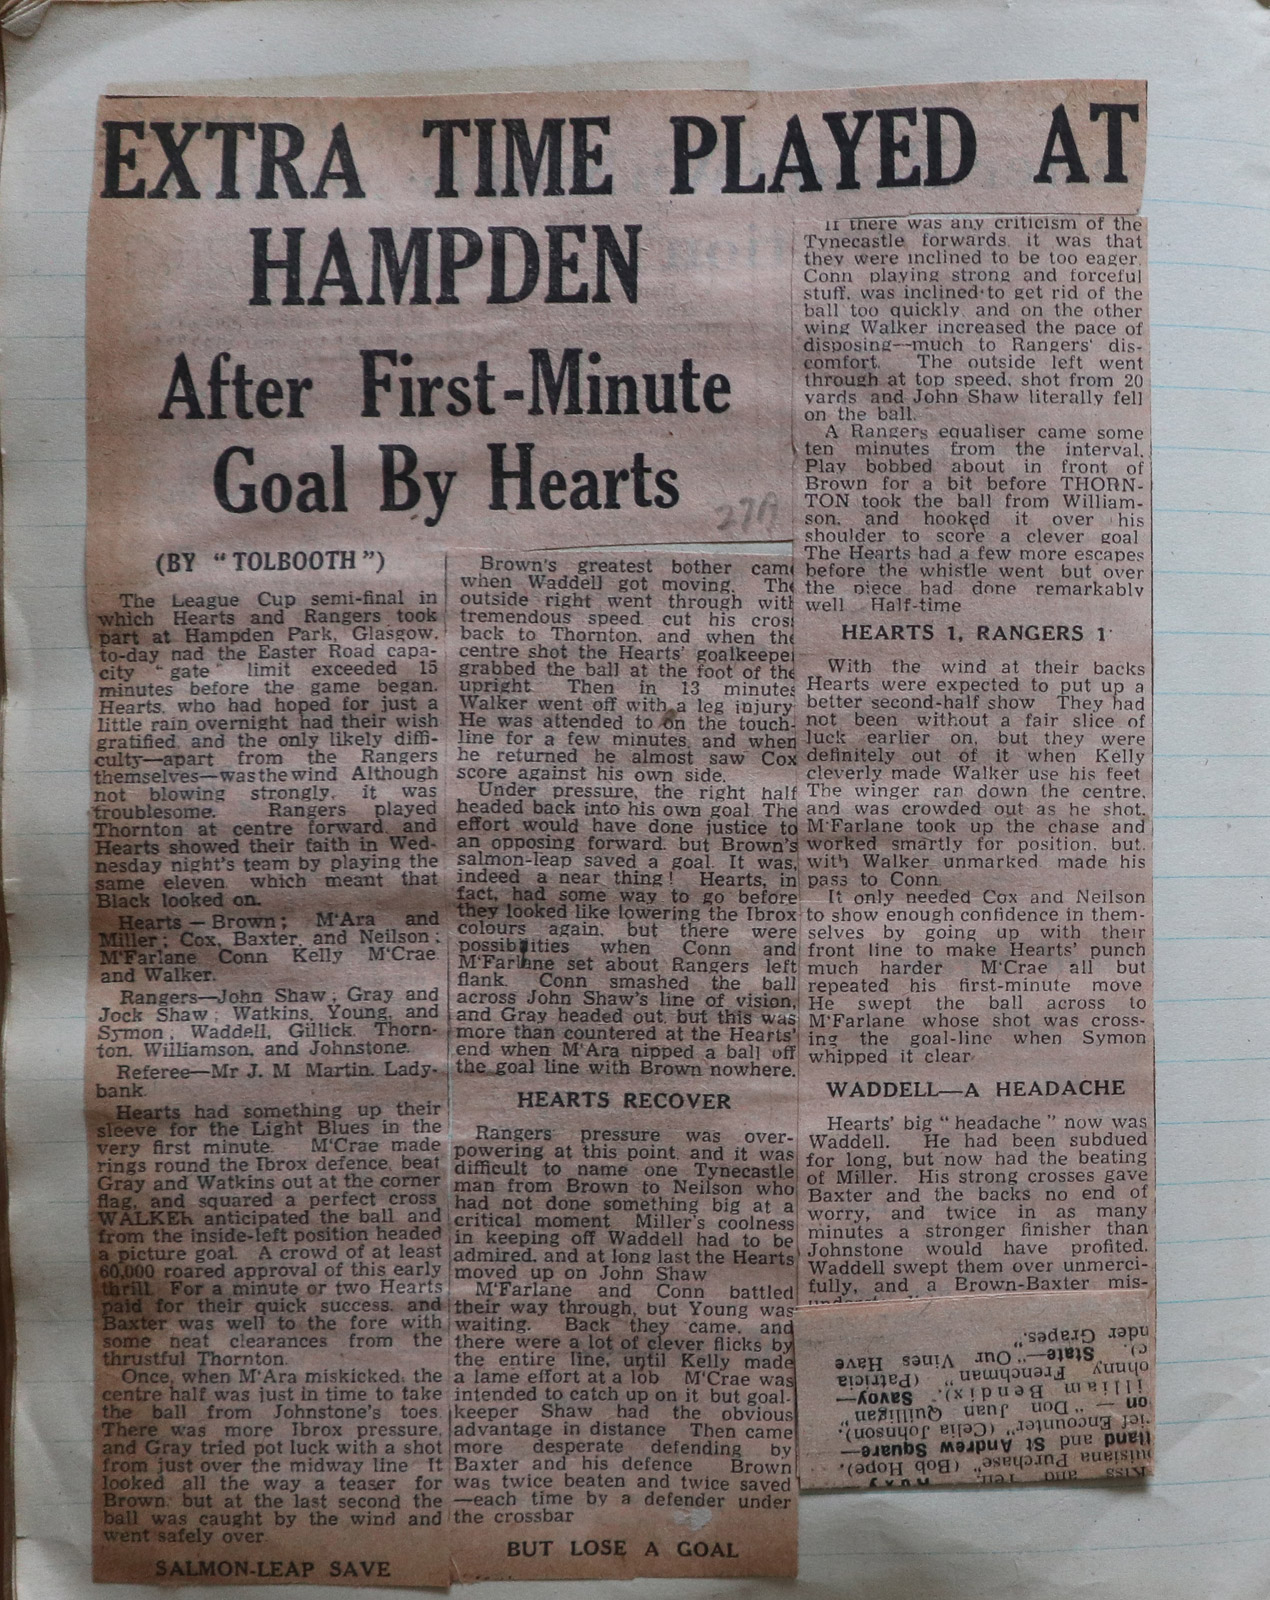 EXTRA TIME PLAYED AT
HAMPDEN
After First-Minute
Goal By Hearts
27A
(BY "TOLBOOTH")
The League Cup semi-final in
which Hearts and Rangers took
part at Hampden Park, Glasgow,
to-day nad the Easter Road capa-
city "gate" limit exceeded 15
minutes before the game began.
Hearts, who had hoped for just a
little rain overnight had their wish
gratified, and the only likely diffi-
culty—apart from the Rangers
themselves—was the wind Although
not blowing strongly, it was
troublesome. Rangers played
Thornton at centre forward, and
Hearts showed their faith in Wed-
nesday night's team by playing the
same eleven which meant that
Black looked on.
Hearts — Brown; M'Ara and
Miller; Cox, Baxter, and Neilson;
M'Farlane Conn Kelly M'Crae
and Walker.
Rangers—John Shaw; Gray and
Jock Shaw; Watkins, Young, and
Symon; Waddell, Gillick, Thorn-
ton, Williamson, and Johnstone.
Referee—Mr J. M Martin, Lady-
bank.
Hearts had something up their
sleeve for the Light Blues in the
very first minute. M'Crae made
rings round the Ibrox defence, beat
Gray and Watkins out at the corner
flag, and squared a perfect cross
WALKER anticipated the ball and
from the inside-left position headed
a picture goal. A crowd of at least
60,000 roared approval of this early
thrill. For a minute or two Hearts
paid for their quick success, and
Baxter was well to the fore with
some neat clearances from the
thrustful Thornton.
Once, when M'Ara miskicked, the
centre half was just in time to take
the ball from Johnstone's toes.
There was more Ibrox pressure,
and Gray tried pot luck with a shot
from just over the midway line It
looked all the way a teaser for
Brown, but at the last second the
ball was caught by the wind and
went safely over.
SALMON-LEAP SAVE
Brown's greatest bother came
when Waddell got moving. The
outside right went through with
tremendous speed cut his cross
back to Thornton, and when the
centre shot the Hearts' goalkeeper
grabbed the ball at the foot of the
upright Then in 13 minutes
Walker went off with a leg injury
He was attended to on the touch-
line for a few minutes, and when
he returned he almost saw Cox
score against his own side.
Under pressure, the right half
headed back into his own goal The
effort would have done justice to
an opposing forward, but Brown's
salmon-leap saved a goal. It was,
indeed a near thing! Hearts, in
fact, had some way to go before
they looked like lowering the Ibrox
colours again, but there were
possibilities when Conn and
M'Farlane set about Rangers left
flank. Conn smashed the ball
across John Shaw's line of vision,
and Gray headed out, but this was
more than countered at the Hearts'
end when M'Ara nipped a ball off
the goal line with Brown nowhere.
HEARTS RECOVER
Rangers pressure was over-
powering at this point, and it was
difficult to name one Tynecastle
man from Brown to Neilson who
had not done something big at a
critical moment Miller's coolness
in keeping off Waddell had to be
admired, and at long last the Hearts
moved up on John Shaw
M'Farlane and Conn battled
their way through, but Young was
waiting. Back they came, and
there were a lot of clever flicks by
the entire line, until Kelly made
a lame effort at a lob M'Crae was
intended to catch up on it but goal-
keeper Shaw had the obvious
advantage in distance Then came
more desperate defending by
Baxter and his defence Brown
was twice beaten and twice saved
—each time by a defender under
the crossbar
BUT LOSE A GOAL
If there was any criticism of the
Tynecastle forwards, it was that
they were inclined to be too eager.
Conn playing strong and forceful
stuff, was inclined to get rid of the
ball too quickly, and on the other
wing Walker increased the pace of
disposing—much to Rangers' dis-
comfort. The outside left went
through at top speed, shot from 20
yards and John Shaw literally fell
on the ball.
A Rangers equaliser came some
ten minutes from the interval.
Play bobbed about in front of
Brown for a bit before THORN-
TON took the ball from William-
son, and hooked it over his
shoulder to score a clever goal
The Hearts had a few more escapes
before the whistle went but over
the piece had done remarkably
well Half-time
HEARTS 1, RANGERS 1
With the wind at their backs
Hearts were expected to put up a
better second-half show They had
not been without a fair slice of
luck earlier on, but they were
definitely out of it when Kelly
cleverly made Walker use his feet
The winger ran down the centre,
and was crowded out as he shot.
M'Farlane took up the chase and
worked smartly for position, but,
with Walker unmarked, made his
pass to Conn
It only needed Cox and Neilson
to show enough confidence in them-
selves by going up with their
front line to make Hearts' punch
much harder M'Crae all but
repeated his first-minute move
He swept the ball across to
M'Farlane whose shot was cross-
ing the goal-line when Symon
whipped it clear
WADDELL—A HEADACHE
Hearts' big "headache" now was
Waddell. He had been subdued
for long, but now had the beating
of Miller. His strong crosses gave
Baxter and the backs no end of
worry, and twice in as many
minutes a stronger finisher than
Johnstone would have profited.
Waddell swept them over unmerci-
fully, and a Brown-Baxter mis-
Kiss and Tell,
uisiana Purchase" (Bob Hope).
tland and St Andrew Square—
ief Encounter" (Celia Johnson).
on — "Don Juan Quilligan"
illiam Bendix). Savoy—
ohnny Frenchman" (Patricia
c). State—"Our Vines Have
nder Grapes."